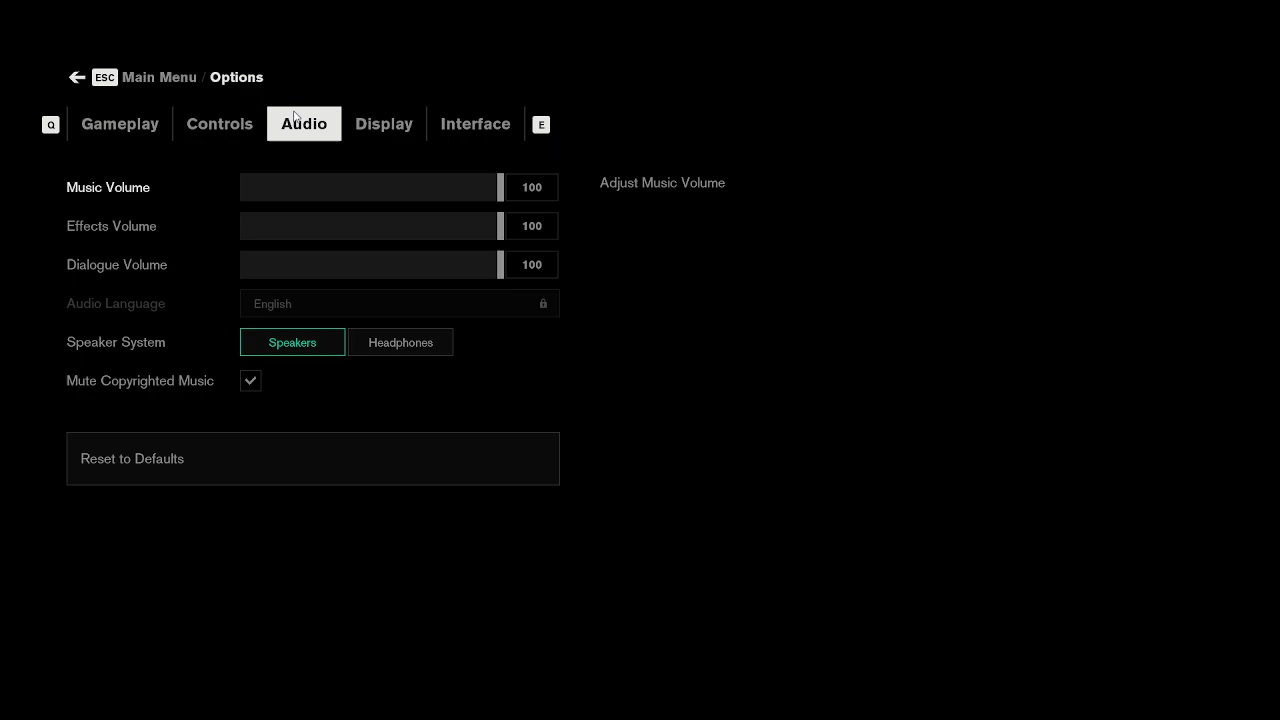 ESC Main Menu / Options
Q Gameplay Controls Audio Display Interface E
Music Volume 100 Adjust Music Volume
Effects Volume 100
Dialogue Volume 100
Audio Language English
Speaker System Speakers Headphones
Mute Copyrighted Music
Reset to Defaults